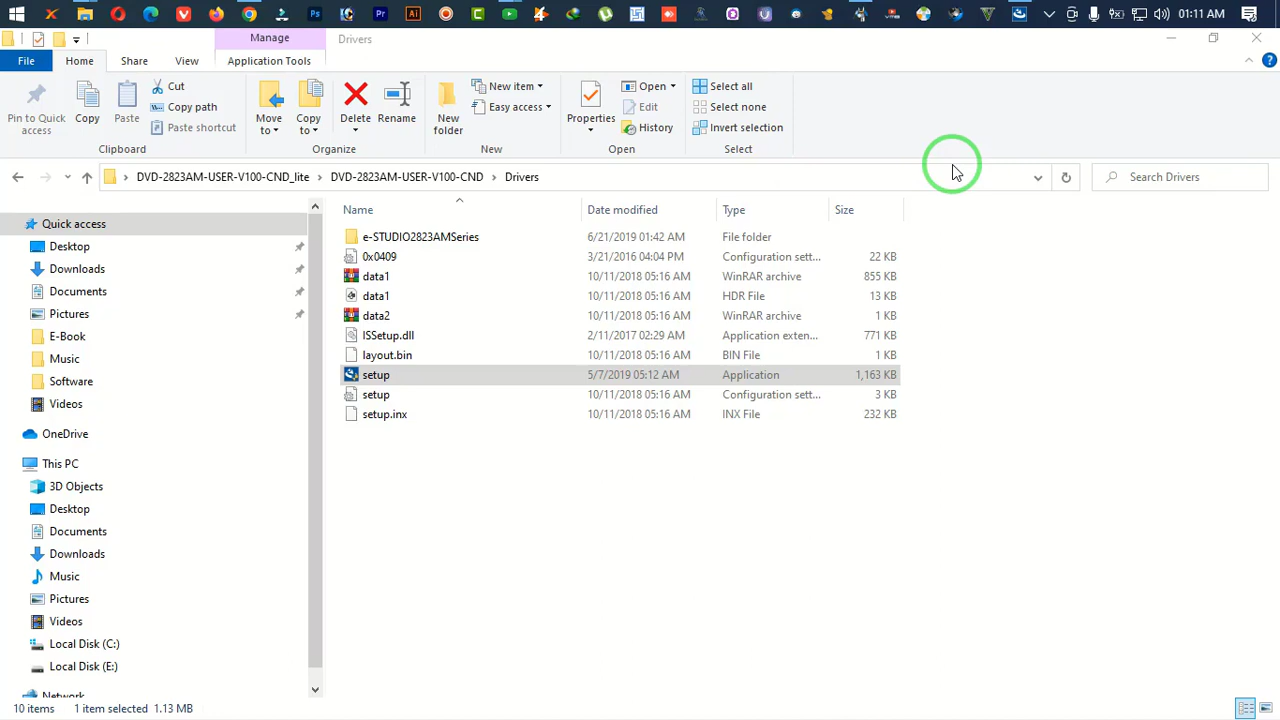 01:11 AM
Manage
Drivers
File
Home
Share
View
Application Tools
Pin to Quick access
Copy
Paste
Cut
Copy path
Paste shortcut
Clipboard
Move to
Copy to
Delete
Rename
Organize
New folder
New item
Easy access
New
Properties
Open
Edit
History
Open
Select all
Select none
Invert selection
Select
DVD-2823AM-USER-V100-CND_lite
DVD-2823AM-USER-V100-CND
Drivers
Search Drivers
Name
Date modified
Type
Size
e-STUDIO2823AMSeries 6/21/2019 01:42 AM File folder
0x0409 3/21/2016 04:04 PM Configuration sett... 22 KB
data1 10/11/2018 05:16 AM WinRAR archive 855 KB
data1 10/11/2018 05:16 AM HDR File 13 KB
data2 10/11/2018 05:16 AM WinRAR archive 1 KB
ISSetup.dll 2/11/2017 02:29 AM Application exten... 771 KB
layout.bin 10/11/2018 05:16 AM BIN File 1 KB
setup 5/7/2019 05:12 AM Application 1,163 KB
setup 10/11/2018 05:16 AM Configuration sett... 3 KB
setup.inx 10/11/2018 05:16 AM INX File 232 KB
Quick access
Desktop
Downloads
Documents
Pictures
E-Book
Music
Software
Videos
OneDrive
This PC
3D Objects
Desktop
Documents
Downloads
Music
Pictures
Videos
Local Disk (C:)
Local Disk (E:)
Network
10 items
1 item selected 1.13 MB